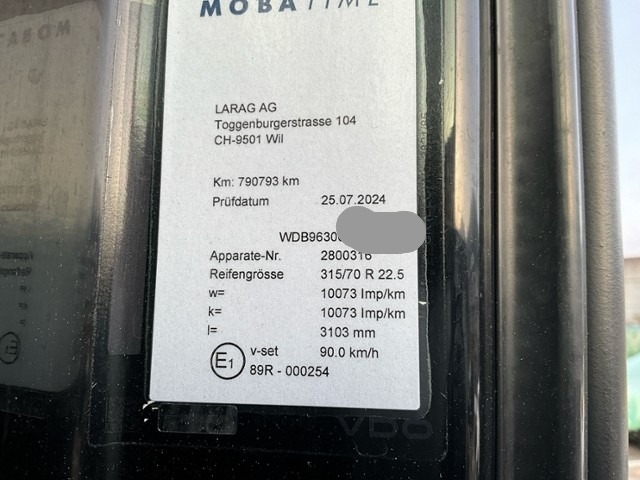 MOBATIME
LARAG AG
Toggenburgerstrasse 104
CH-9501 Wil
Km: 790793 km
Prüfdatum 25.07.2024
WDB9630
Apparate-Nr. 2800316
Reifengrösse 315/70 R 22.5
w= 10073 Imp/km
k= 10073 Imp/km
l= 3103 mm
E1 v-set 90.0 km/h
89R - 000254
VDO